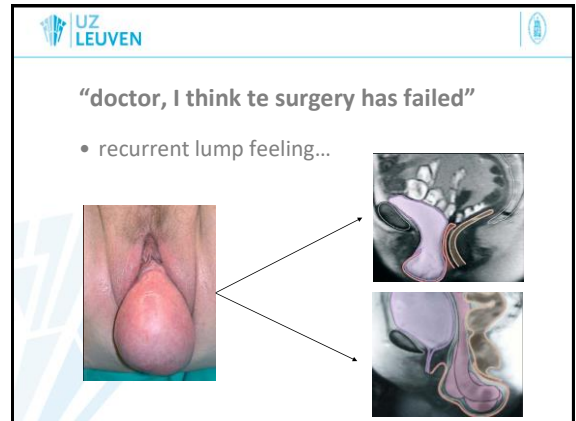 UZ
LEUVEN
“doctor, I think te surgery has failed”
• recurrent lump feeling…